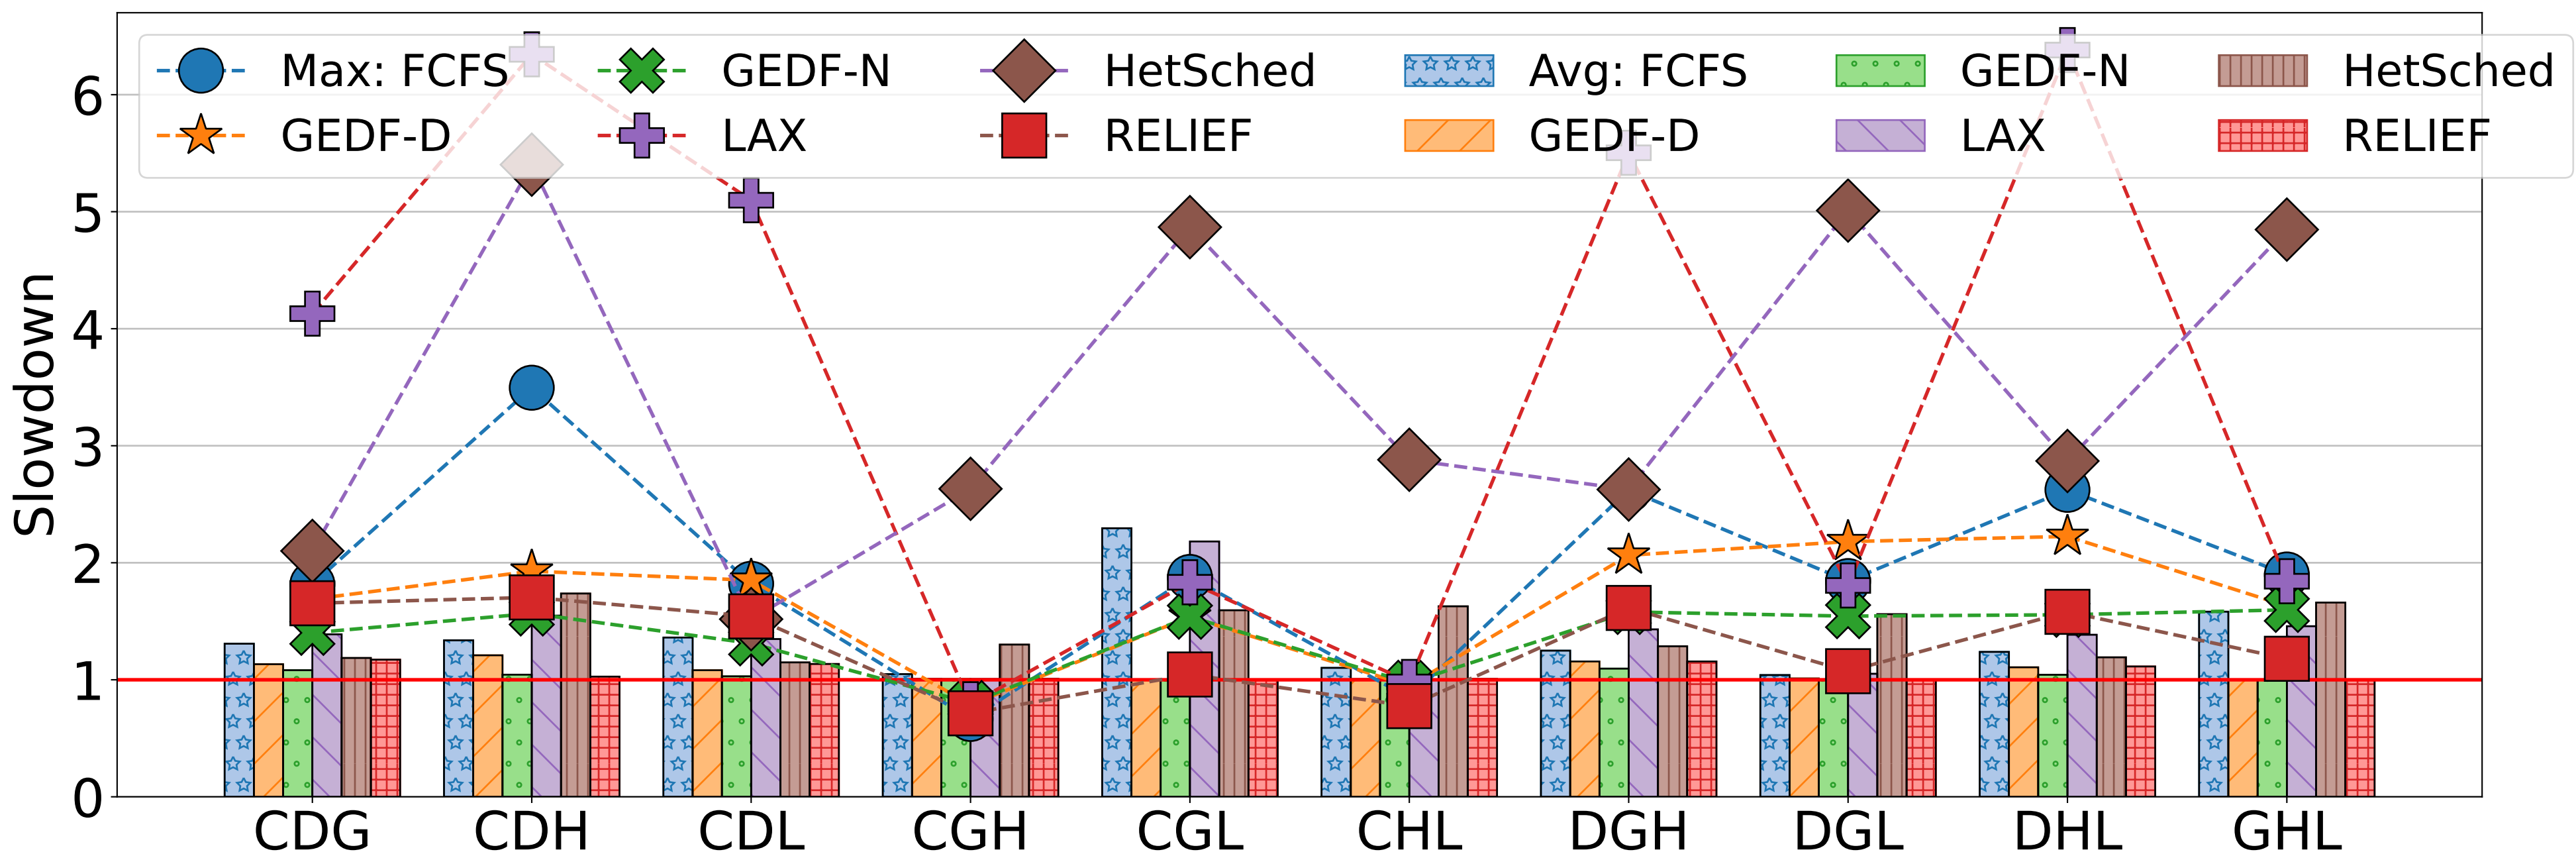 Max: FCFS GEDF-N HetSched Avg: FCFS GEDF-N HetSched
GEDF-D LAX RELIEF GEDF-D LAX RELIEF
Slowdown
6
5
4
3
2
1
0
CDG CDH CDL CGH CGL CHL DGH DGL DHL GHL